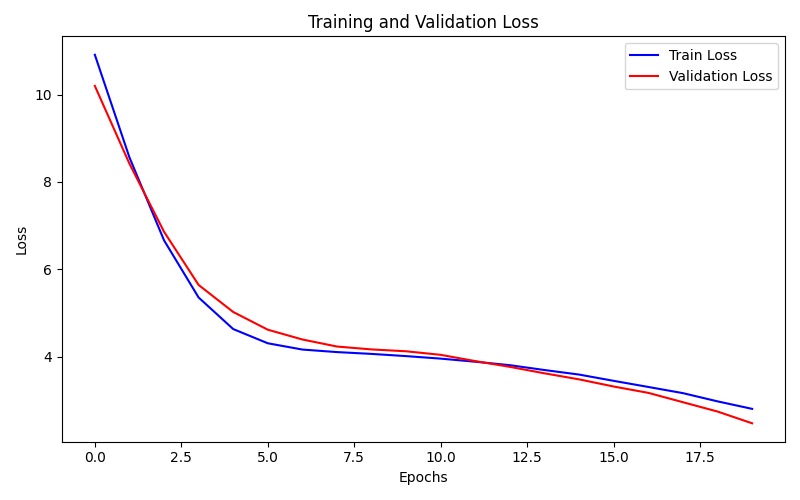 Training and Validation Loss
Train Loss
Validation Loss
10
8
6
4
Loss
0.0 2.5 5.0 7.5 10.0 12.5 15.0 17.5
Epochs